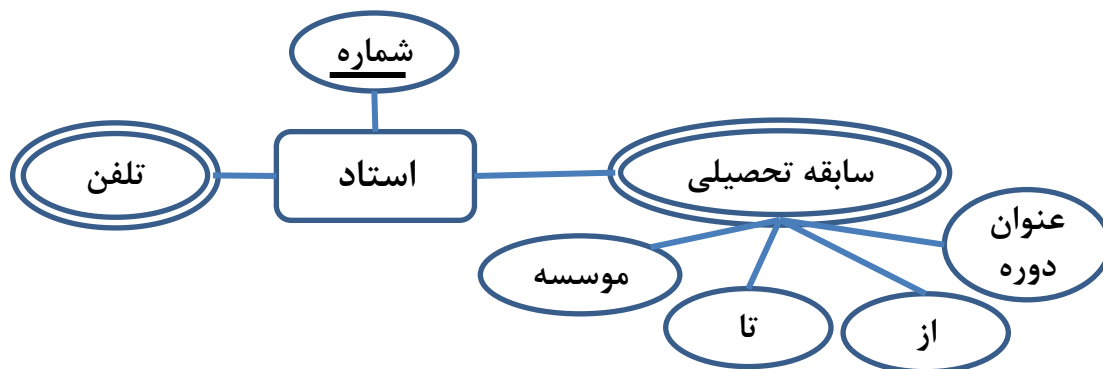 شماره
استاد
تلفن
سابقه تحصیلی
عنوان
دوره
موسسه
تا
از